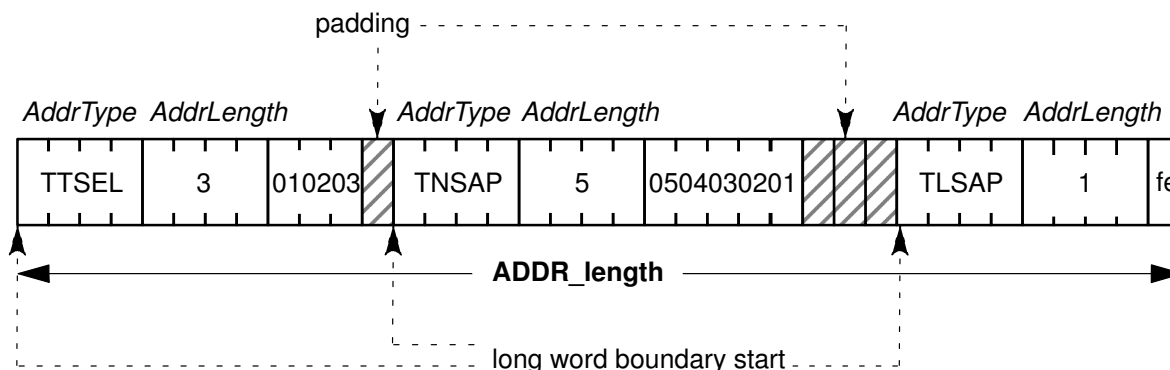 padding
AddrType AddrLength AddrType AddrLength AddrType AddrLength
TTSEL 3 010203 TNSAP 5 0504030201 TLSAP 1 fe
ADDR_length
long word boundary start